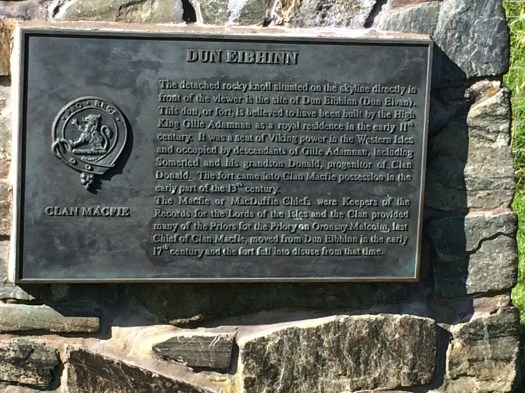 DUN EIBHINN
The detached rocky knoll situated on the skyline directly in
front of the viewer is the site of Dun Eibhinn (Dun Eivan).
This dun, or fort, is believed to have been built by the High
King Gille Adamnan as a royal residence in the early 11th
century. It was a seat of Viking power in the Western Isles
and occupied by descendants of Gille Adamnan, including
Somerled and his grandson Donald, progenitor of Clan
Donald. The fort came into Clan Macfie possession in the
early part of the 13th century.
The Macfie or MacDuffie Chiefs were Keepers of the
Records for the Lords of the Isles and the Clan provided
many of the Priors for the Priory on Oronsay. Malcolm, last
Chief of Clan Macfie, moved from Dun Eibhinn in the early
17th century and the fort fell into disuse from that time.
PRO REGE
CLAN MACFIE